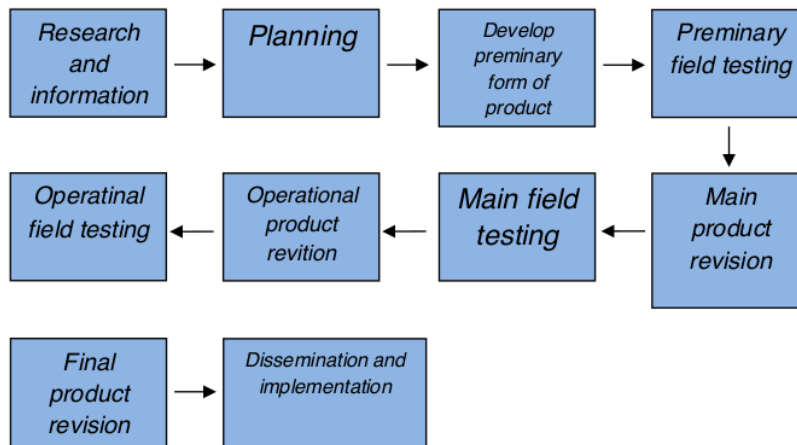 Research
and
information
Planning
Develop
preminary
form of
product
Preminary
field testing
Operatinal
field testing
Operational
product
revition
Main field
testing
Main
product
revision
Final
product
revision
Dissemination and
implementation